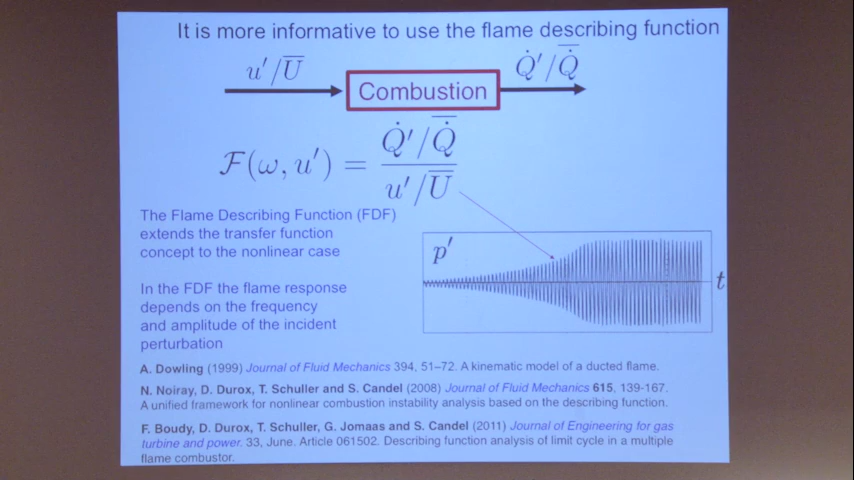 It is more informative to use the flame describing function
u′/U̅ Q̇′/Q̇̅
Combustion
F(ω, u′) = (Q̇′/Q̇̅) / (u′/U̅)
The Flame Describing Function (FDF)
extends the transfer function
concept to the nonlinear case
p′
t
In the FDF the flame response
depends on the frequency
and amplitude of the incident
perturbation
A. Dowling (1999) Journal of Fluid Mechanics 394, 51–72. A kinematic model of a ducted flame.
N. Noiray, D. Durox, T. Schuller and S. Candel (2008) Journal of Fluid Mechanics 615, 139-167.
A unified framework for nonlinear combustion instability analysis based on the describing function.
F. Boudy, D. Durox, T. Schuller, G. Jomaas and S. Candel (2011) Journal of Engineering for gas
turbine and power. 33, June. Article 061502. Describing function analysis of limit cycle in a multiple
flame combustor.